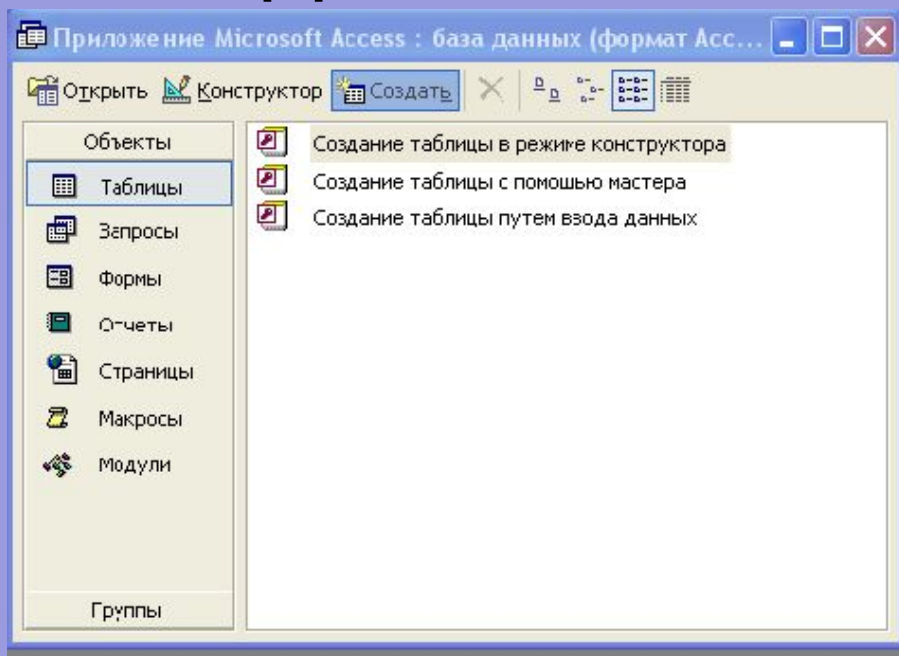 Приложение Microsoft Access : база данных (формат Acc...
Открыть Конструктор Создать
Объекты
Таблицы
Запросы
Формы
Отчеты
Страницы
Макросы
Модули
Группы
Создание таблицы в режиме конструктора
Создание таблицы с помошью мастера
Создание таблицы путем ввода данных